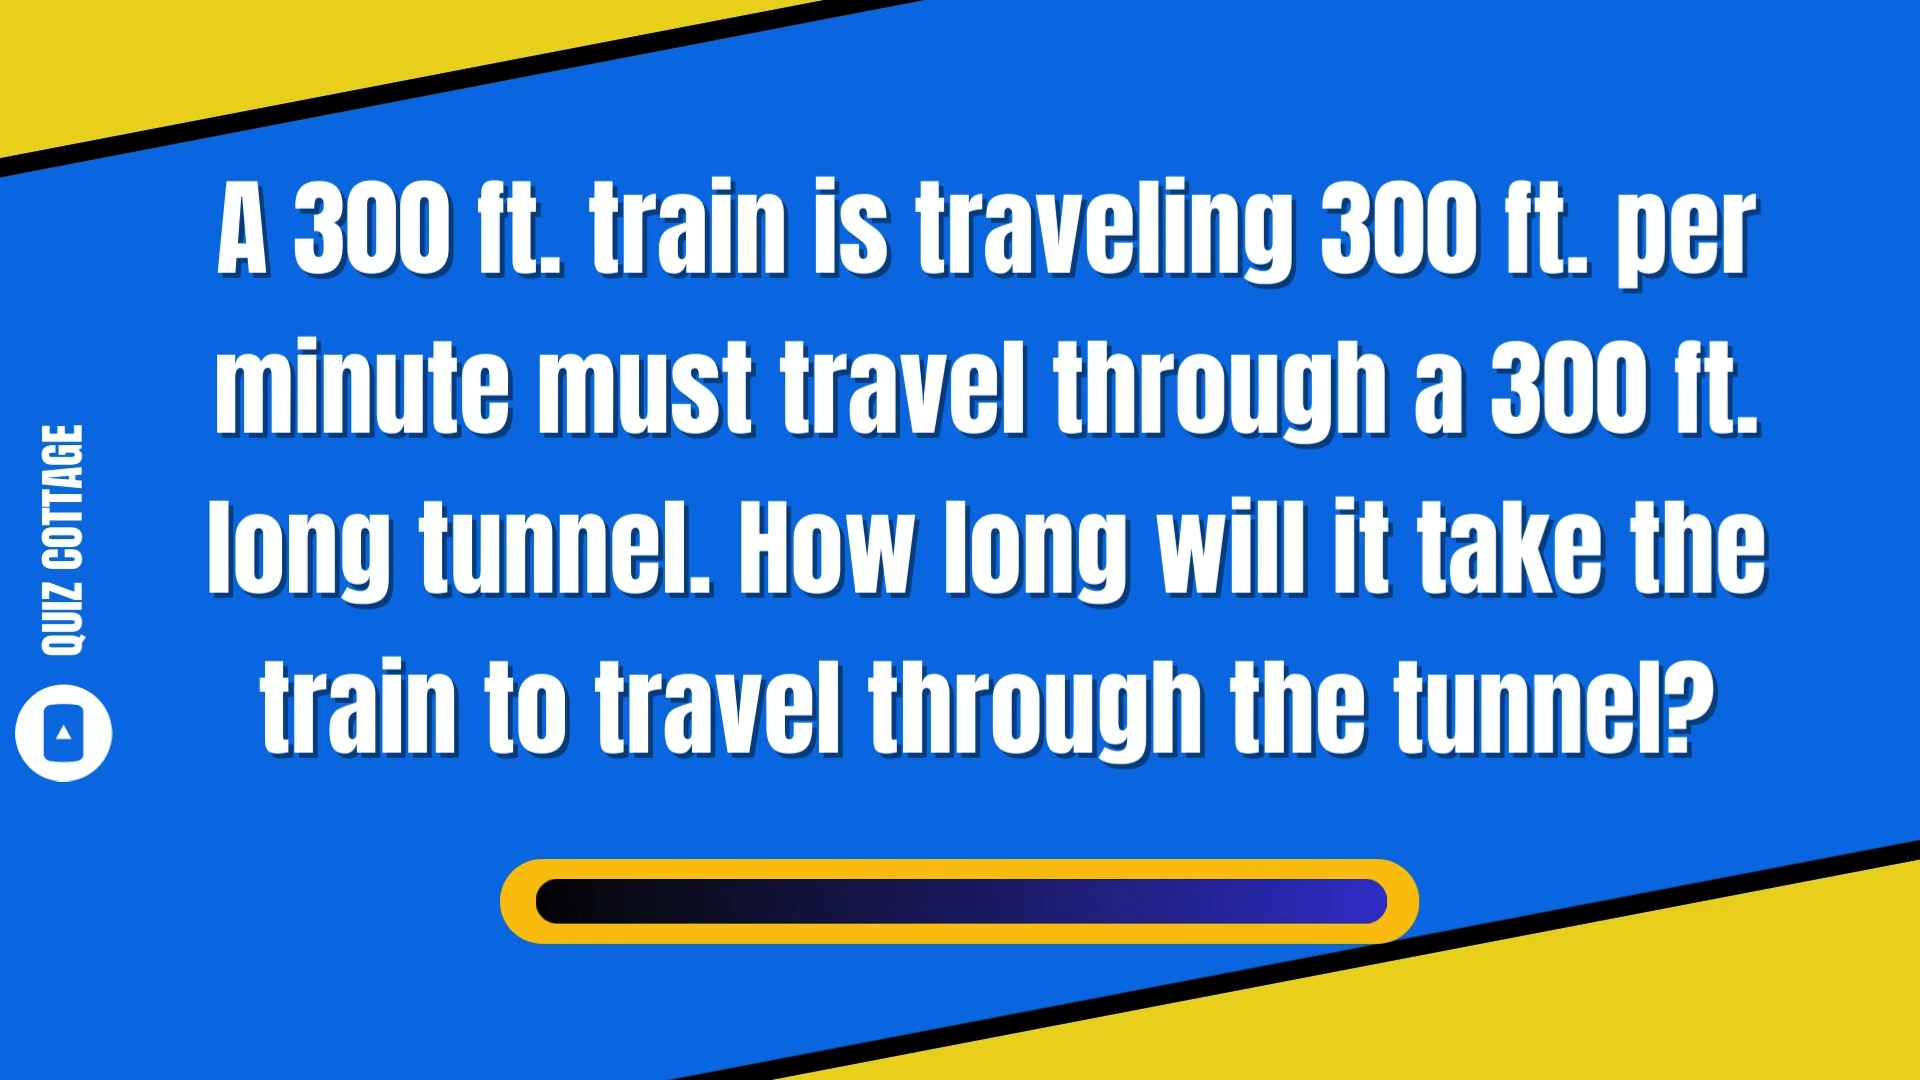 A 300 ft. train is traveling 300 ft. per
minute must travel through a 300 ft.
long tunnel. How long will it take the
train to travel through the tunnel?
QUIZ COTTAGE